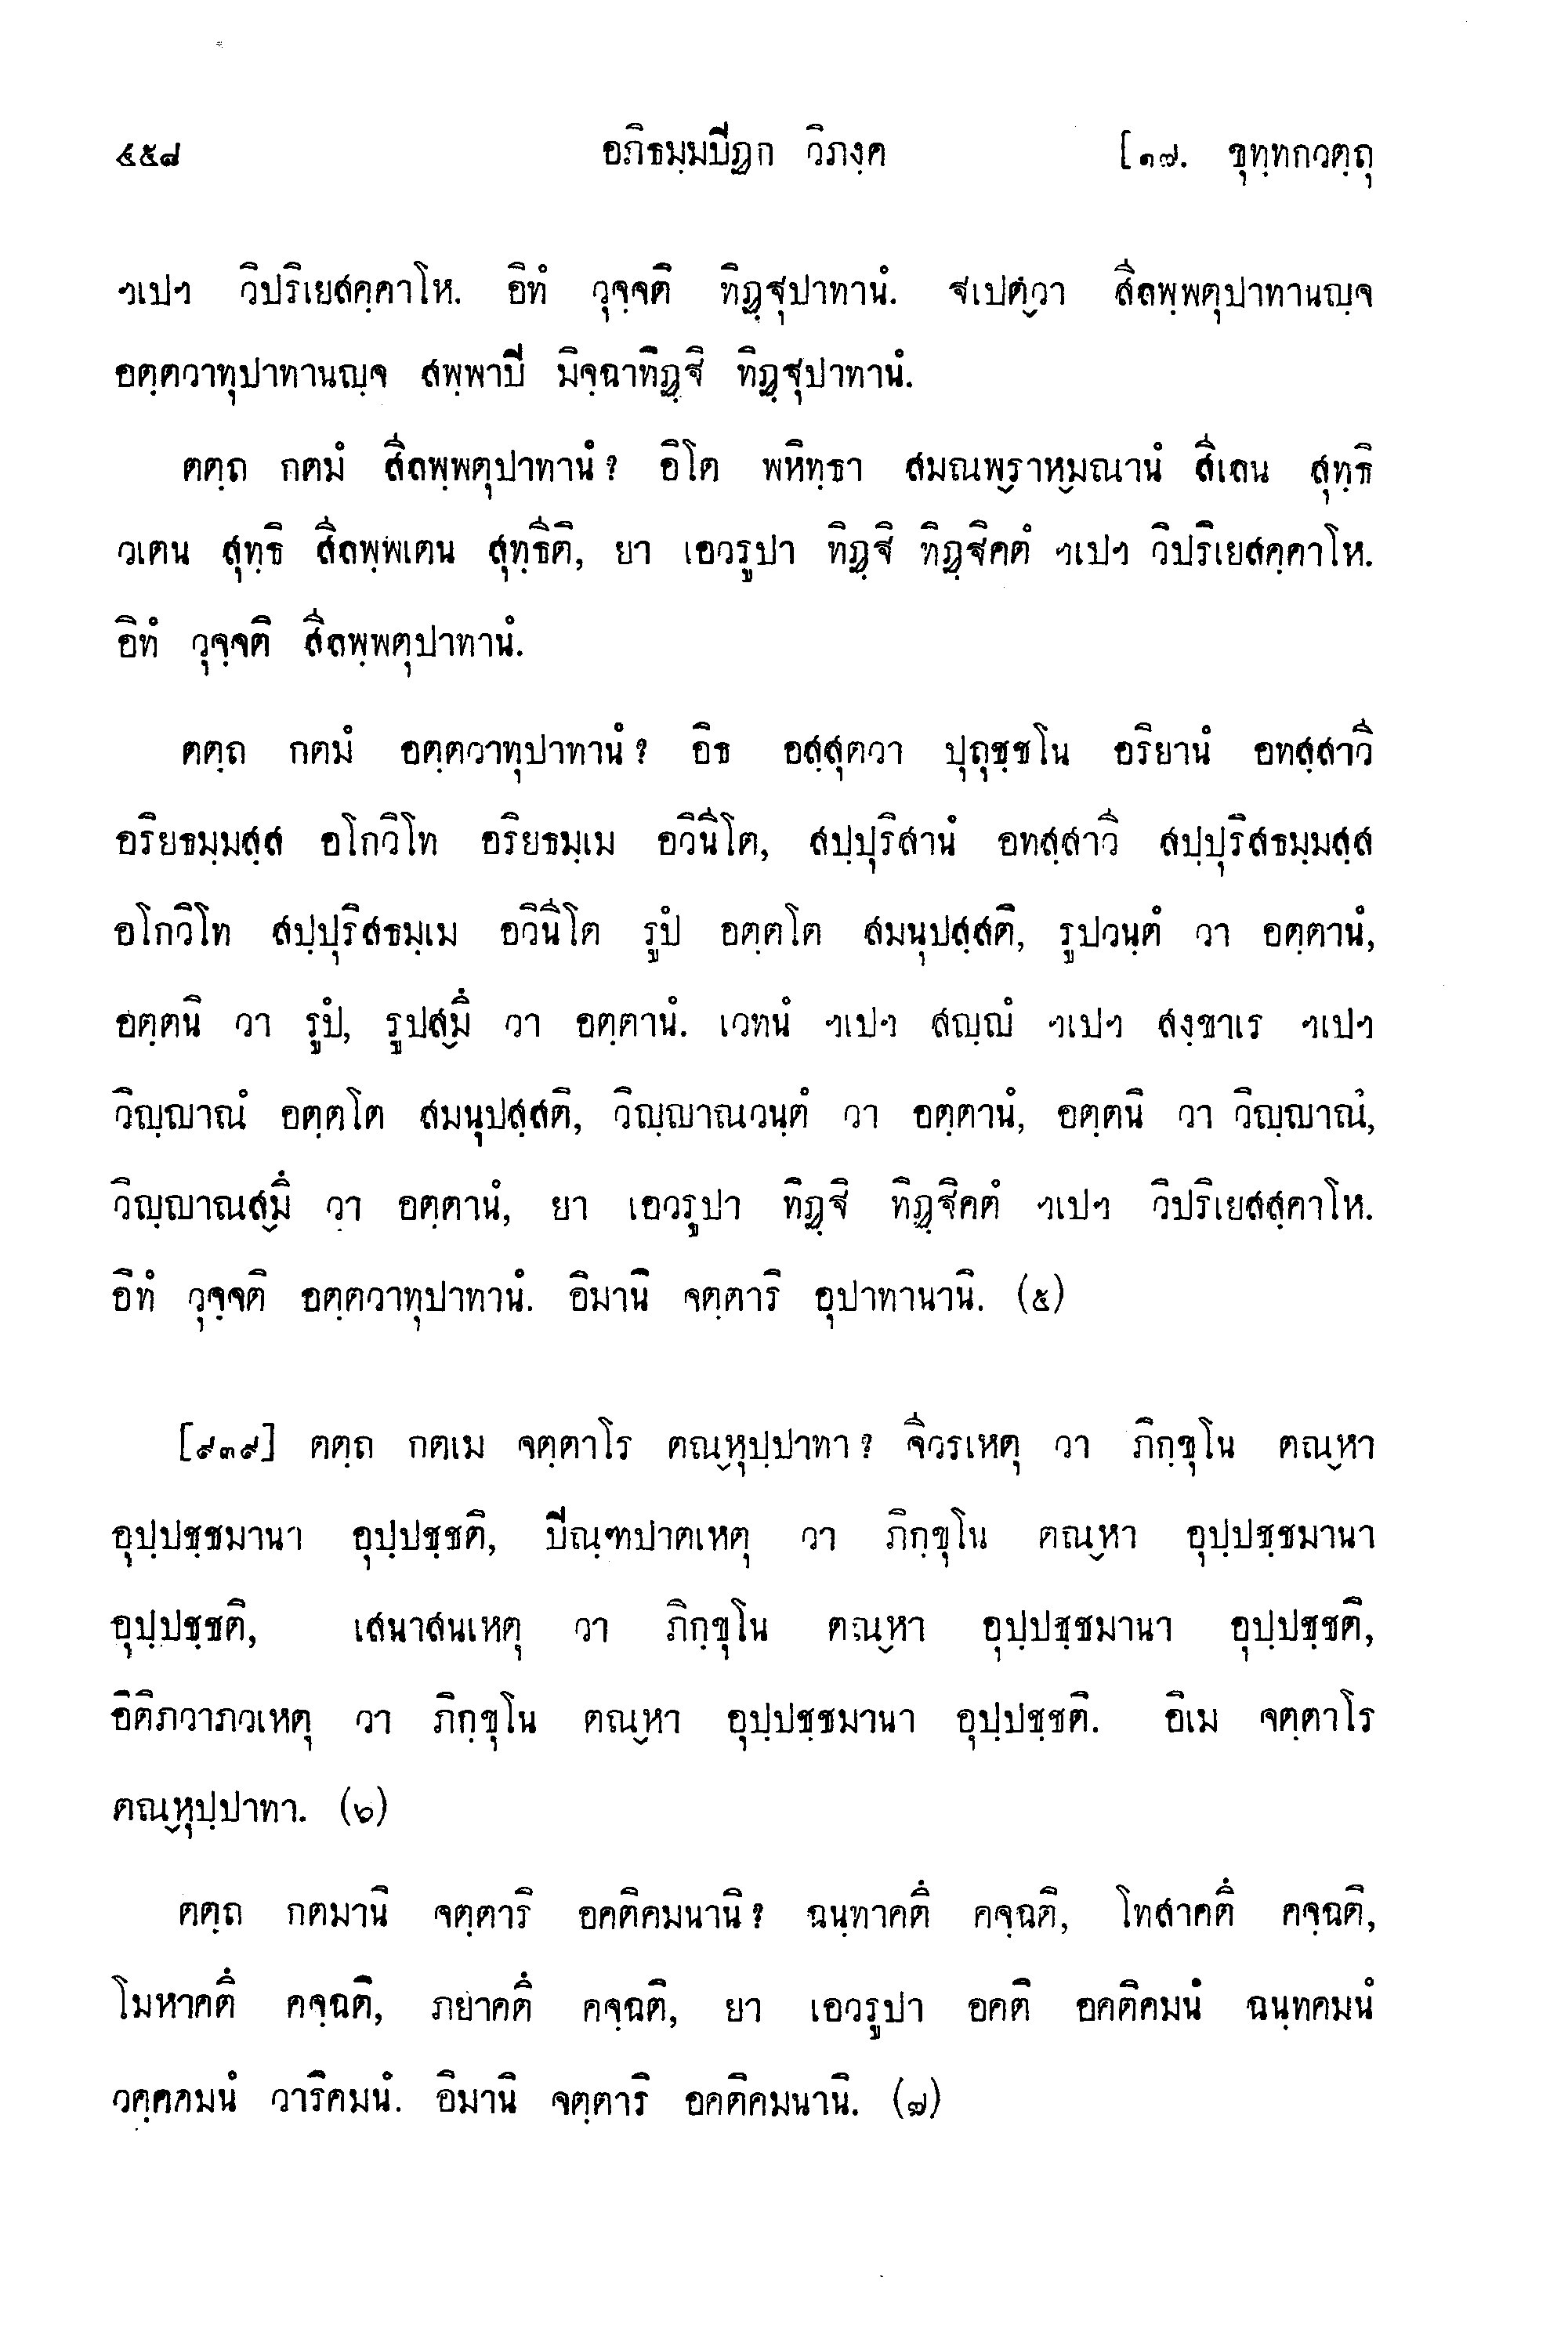 ๔๕๘ อภิธมฺมปิฏก วิภงฺค [๑๗. ขุทฺทกวตฺถุ
ฯเปฯ วิปริเยสคฺคาโห. อิทํ วุจฺจติ ทิฏฺฐุปาทานํ. ฐเปตฺวา สีลพฺพตุปาทานญฺจ
อตฺตวาทุปาทานญฺจ สพฺพาปิ มิจฺฉาทิฏฺฐิ ทิฏฺฐุปาทานํ.
ตตฺถ กตมํ สีลพฺพตุปาทานํ? อิโต พหิทฺธา สมณพฺราหฺมณานํ สีเลน สุทฺธิ
วเตน สุทฺธิ สีลพฺพเตน สุทฺธีติ, ยา เอวรูปา ทิฏฺฐิ ทิฏฺฐิคตํ ฯเปฯ วิปริเยสคฺคาโห.
อิทํ วุจฺจติ สีลพฺพตุปาทานํ.
ตตฺถ กตมํ อตฺตวาทุปาทานํ? อิธ อสฺสุตวา ปุถุชฺชโน อริยานํ อทสฺสาวี
อริยธมฺมสฺส อโกวิโท อริยธมฺเม อวินีโต, สปฺปุริสานํ อทสฺสาวี สปฺปุริสธมฺมสฺส
อโกวิโท สปฺปุริสธมฺเม อวินีโต รูปํ อตฺตโต สมนุปสฺสติ, รูปวนฺตํ วา อตฺตานํ,
อตฺตนิ วา รูปํ, รูปสฺมึ วา อตฺตานํ. เวทนํ ฯเปฯ สญฺญํ ฯเปฯ สงฺขาเร ฯเปฯ
วิญฺญาณํ อตฺตโต สมนุปสฺสติ, วิญฺญาณวนฺตํ วา อตฺตานํ, อตฺตนิ วา วิญฺญาณํ,
วิญฺญาณสฺมึ วา อตฺตานํ, ยา เอวรูปา ทิฏฺฐิ ทิฏฺฐิคตํ ฯเปฯ วิปริเยสสฺคาโห.
อิทํ วุจฺจติ อตฺตวาทุปาทานํ. อิมานิ จตฺตาริ อุปาทานานิ. (๕)
[๙๓๙] ตตฺถ กตเม จตฺตาโร ตณฺหุปฺปาทา? จีวรเหตุ วา ภิกฺขุโน ตณฺหา
อุปฺปชฺชมานา อุปฺปชฺชติ, ปิณฺฑปาตเหตุ วา ภิกฺขุโน ตณฺหา อุปฺปชฺชมานา
อุปฺปชฺชติ, เสนาสนเหตุ วา ภิกฺขุโน ตณฺหา อุปฺปชฺชมานา อุปฺปชฺชติ,
อิติภวาภวเหตุ วา ภิกฺขุโน ตณฺหา อุปฺปชฺชมานา อุปฺปชฺชติ. อิเม จตฺตาโร
ตณฺหุปฺปาทา. (๖)
ตตฺถ กตมานิ จตฺตาริ อคติคมนานิ? ฉนฺทาคตึ คจฺฉติ, โทสาคตึ คจฺฉติ,
โมหาคตึ คจฺฉติ, ภยาคตึ คจฺฉติ, ยา เอวรูปา อคติ อคติคมนํ ฉนฺทคมนํ
วคฺคคมนํ วาริคมนํ. อิมานิ จตฺตาริ อคติคมนานิ. (๗)